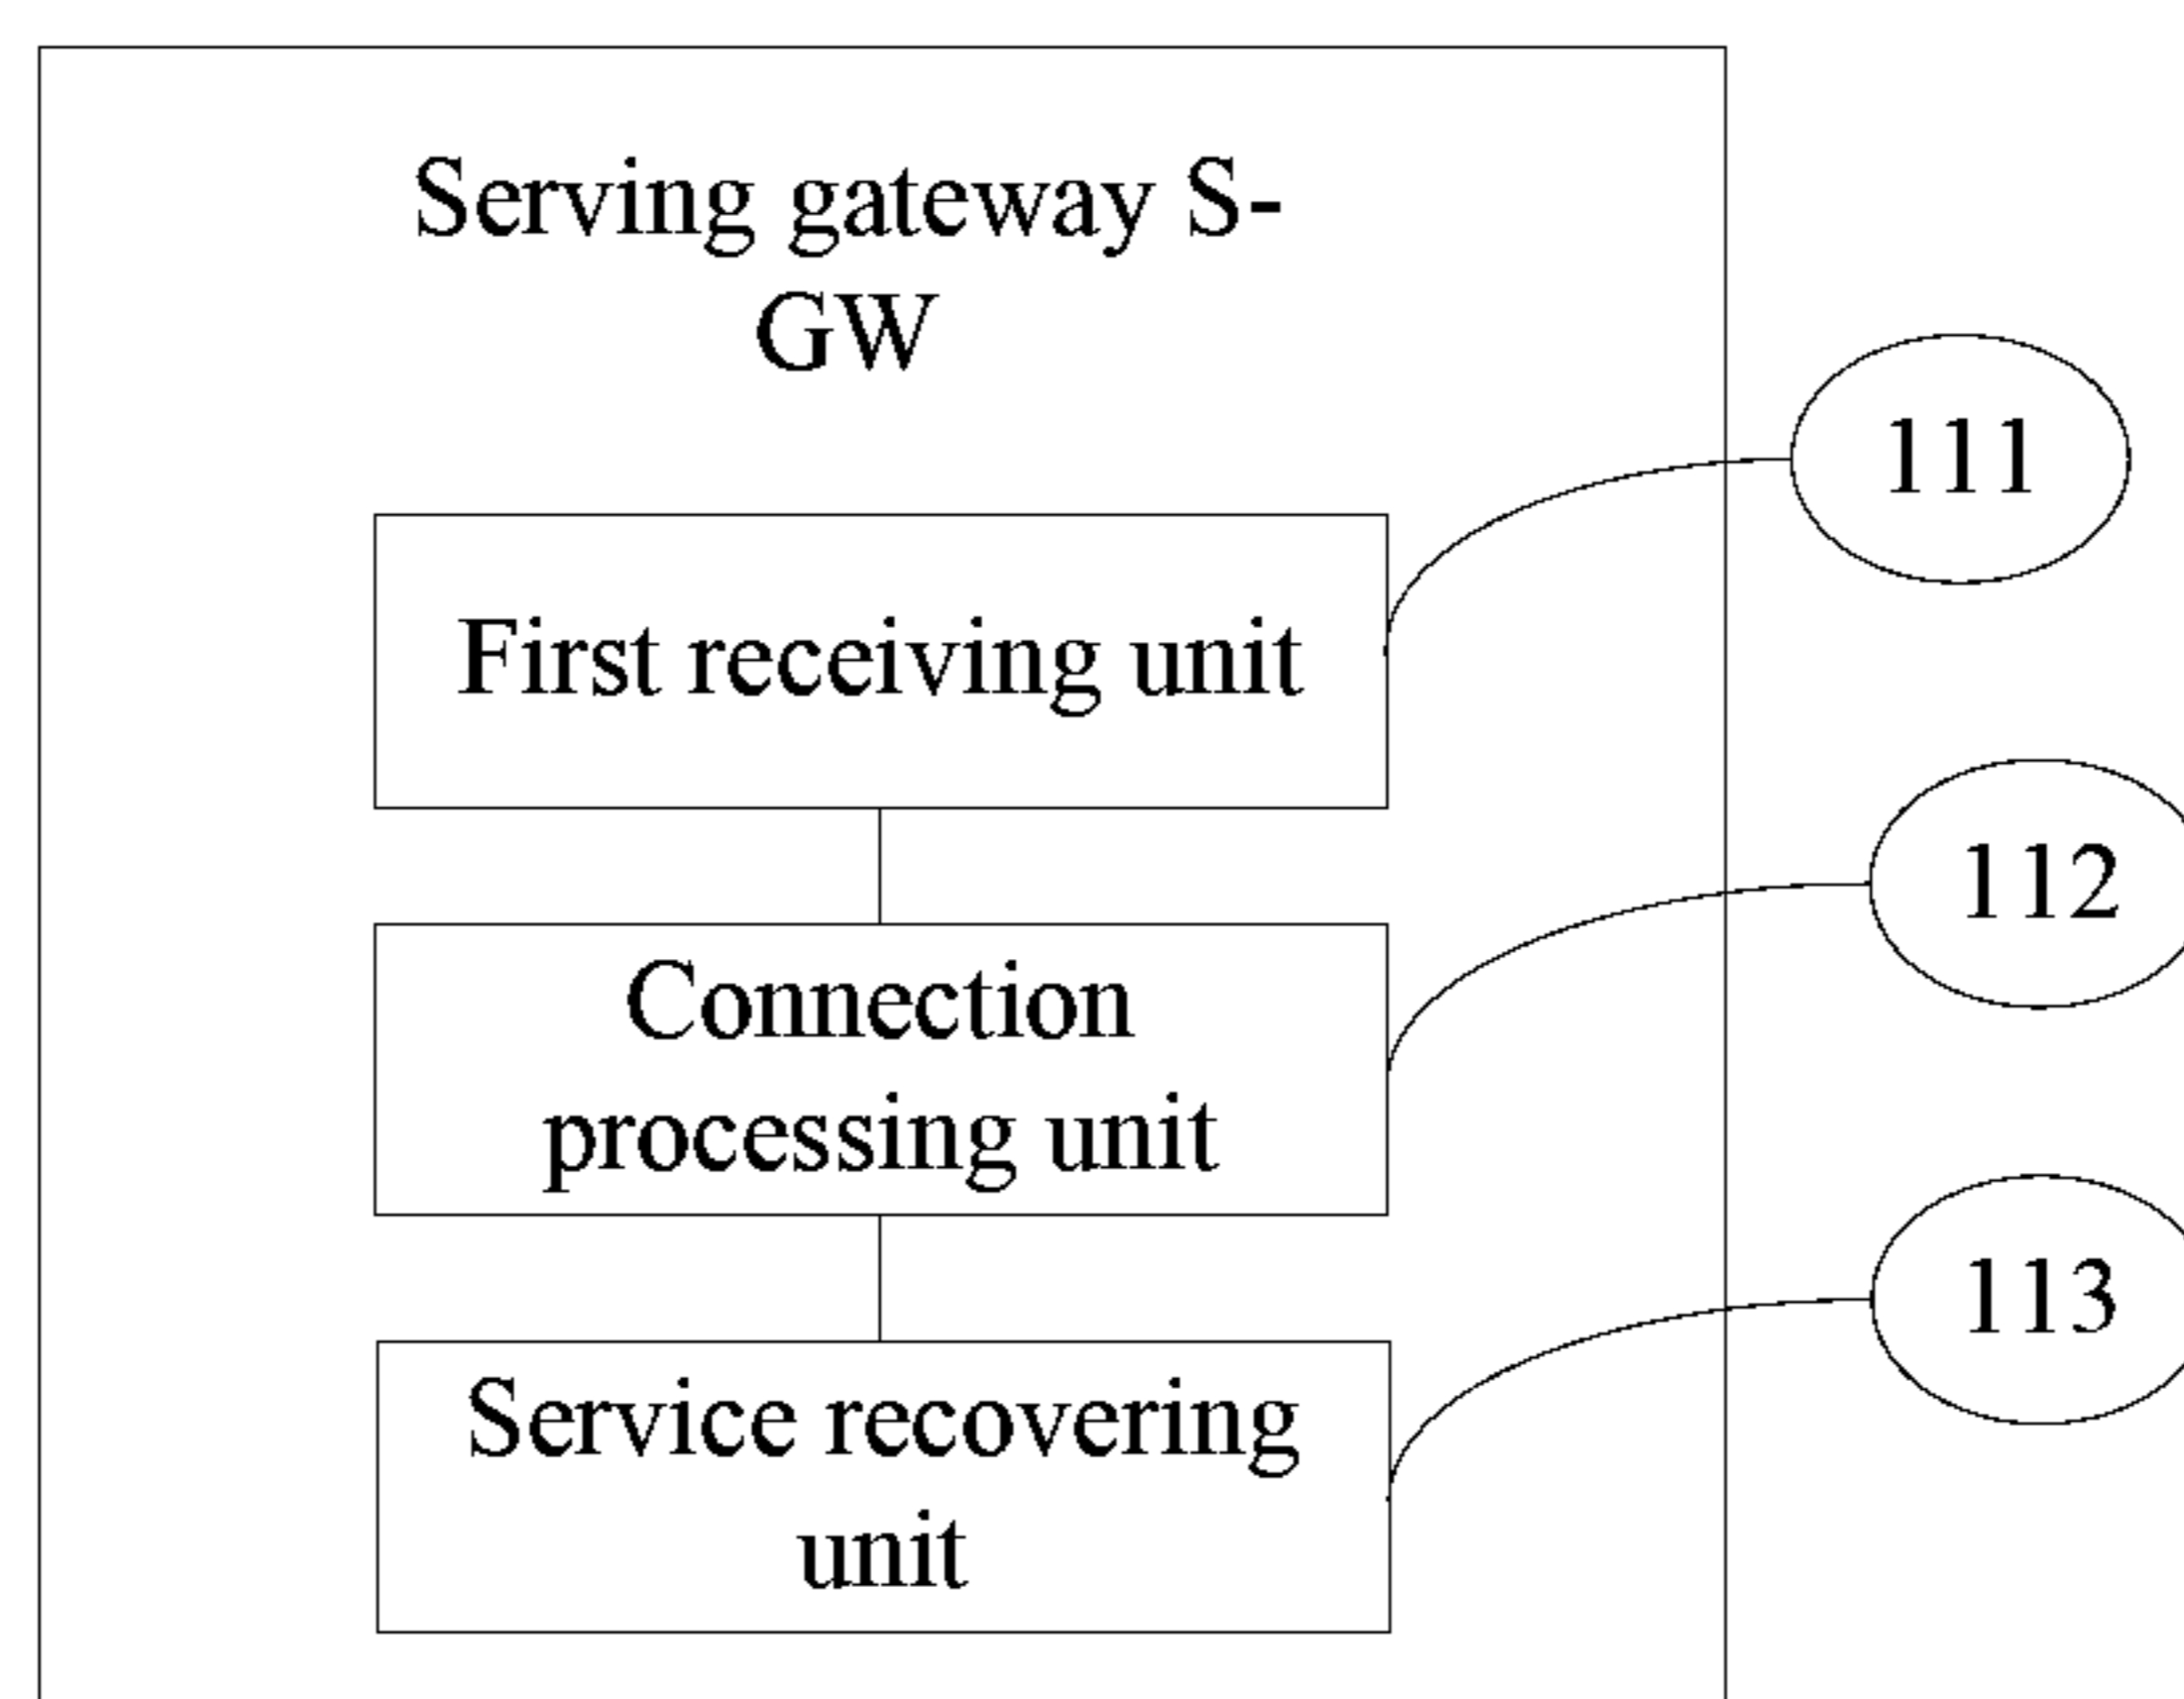 Serving gateway S-
GW
111
First receiving unit
112
Connection
processing unit
113
Service recovering
unit